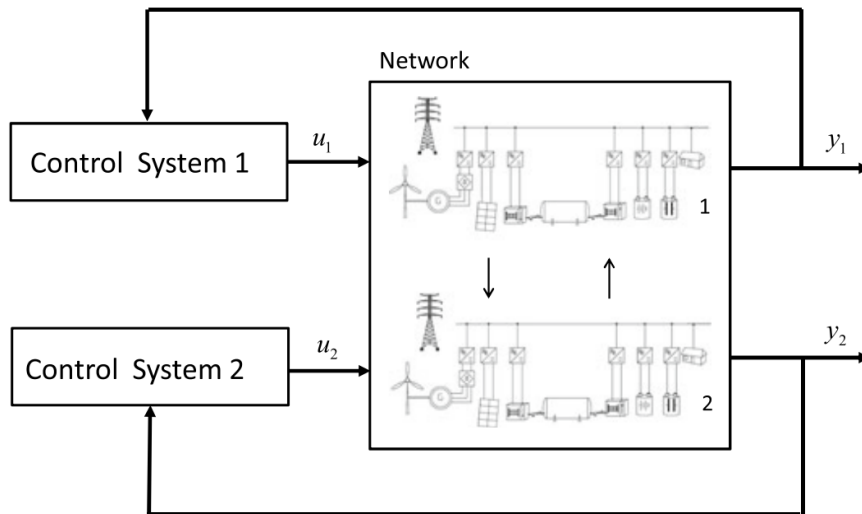 Network
Control System 1
u1
y1
1
Control System 2
u2
y2
G
2
G